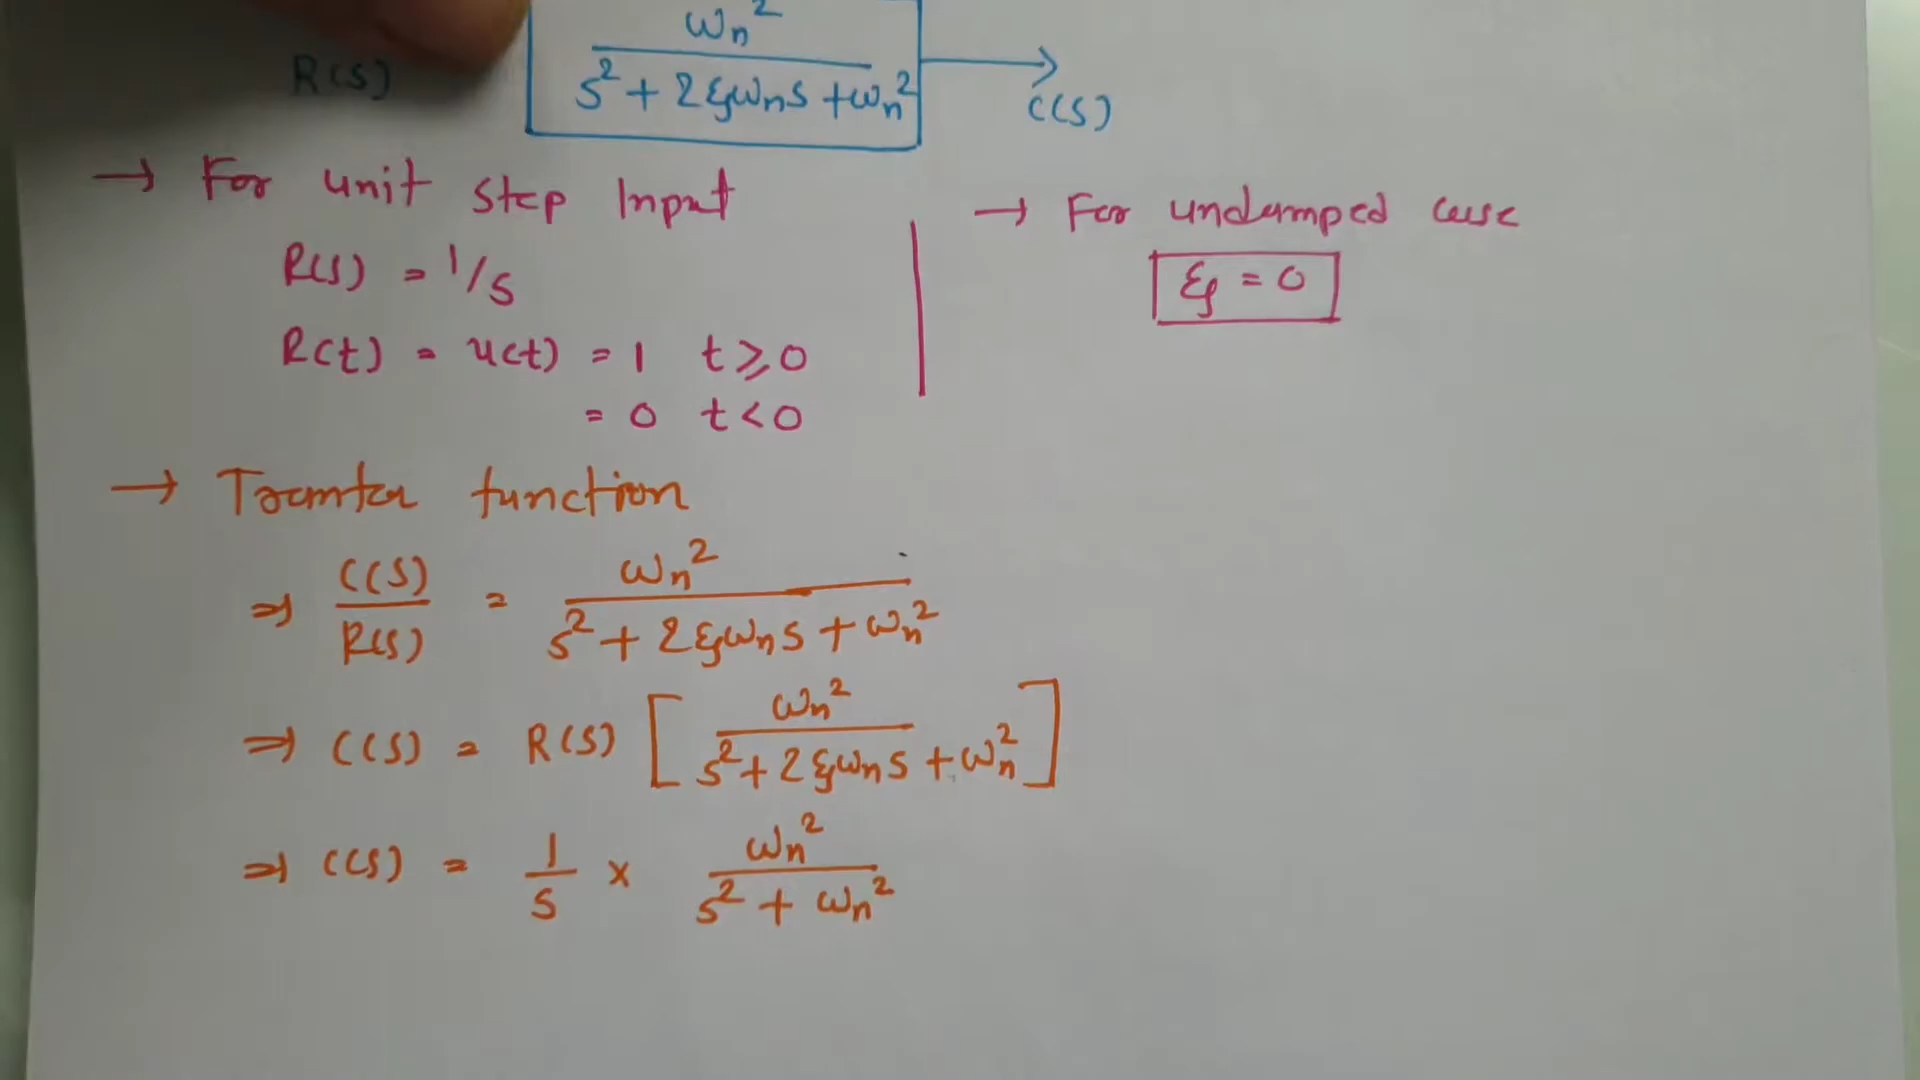 R(S) ωn² / s² + 2ξωns + ωn² C(S)
→ For unit step Input
R(s) = 1/s
R(t) = u(t) = 1 t ≥ 0
= 0 t < 0
→ For undamped case
ξ = 0
→ Transfer function
⇒ C(S)/R(S) = ωn² / s² + 2ξωns + ωn²
⇒ C(S) = R(S) [ ωn² / s² + 2ξωns + ωn² ]
⇒ C(S) = 1/s × ωn² / s² + ωn²